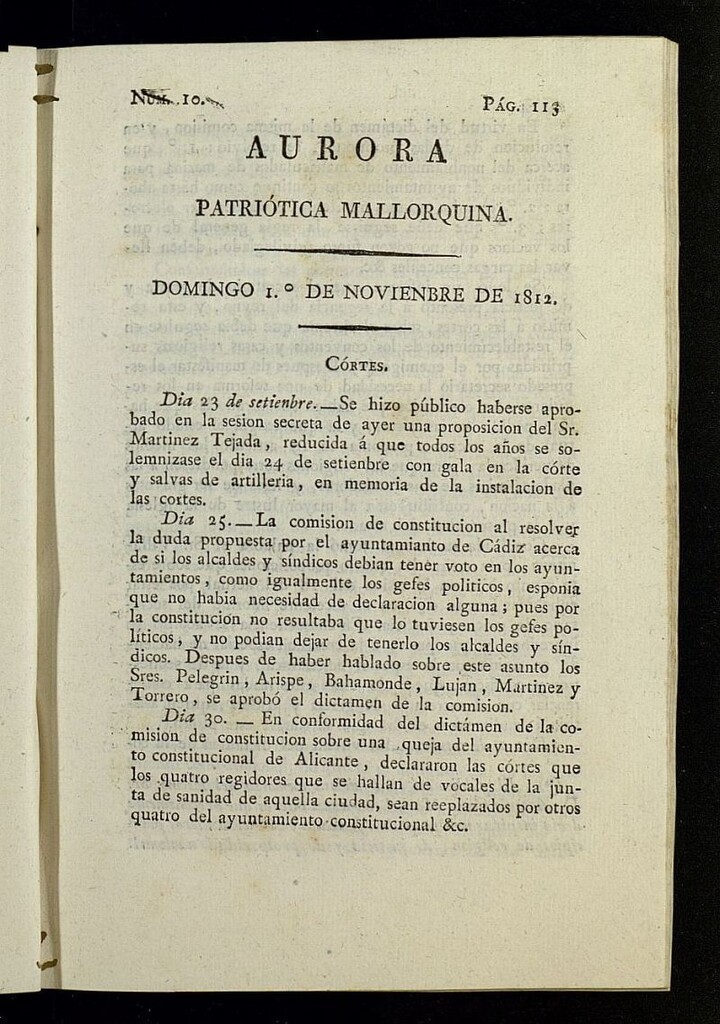 NÚM. 10.
PÁG. 113
AURORA
PATRIÓTICA MALLORQUINA.
DOMINGO 1.º DE NOVIENBRE DE 1812.
CÓRTES.
Dia 23 de setienbre.—Se hizo público haberse apro-
bado en la sesion secreta de ayer una proposicion del Sr.
Martinez Tejada, reducida á que todos los años se so-
lemnizase el dia 24 de setienbre con gala en la córte
y salvas de artilleria, en memoria de la instalacion de
las cortes.
Dia 25.—La comision de constitucion al resolver
la duda propuesta por el ayuntamianto de Cádiz acerca
de si los alcaldes y síndicos debian tener voto en los ayun-
tamientos, como igualmente los gefes politicos, esponia
que no habia necesidad de declaracion alguna; pues por
la constitución no resultaba que lo tuviesen los gefes po-
líticos, y no podian dejar de tenerlo los alcaldes y sín-
dicos. Despues de haber hablado sobre este asunto los
Sres. Pelegrin, Arispe, Bahamonde, Lujan, Martinez y
Torrero, se aprobó el dictamen de la comision.
Dia 30. — En conformidad del dictámen de la co-
mision de constitucion sobre una queja del ayuntamien-
to constitucional de Alicante, declararon las córtes que
los quatro regidores que se hallan de vocales de la jun-
ta de sanidad de aquella ciudad, sean reeplazados por otros
quatro del ayuntamiento constitucional &c.